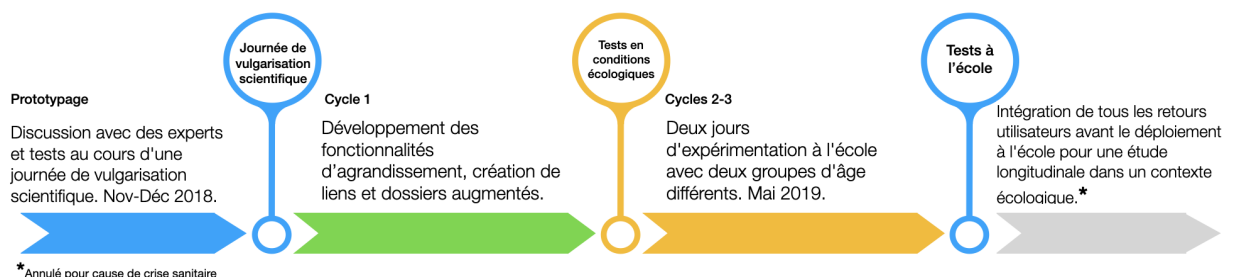 Journée de
vulgarisation
scientifique
Tests en
conditions
écologiques
Tests à
l'école
Prototypage
Discussion avec des experts
et tests au cours d'une
journée de vulgarisation
scientifique. Nov-Déc 2018.
Cycle 1
Développement des
fonctionnalités
d'agrandissement, création de
liens et dossiers augmentés.
Cycles 2-3
Deux jours
d'expérimentation à l'école
avec deux groupes d'âge
différents. Mai 2019.
Intégration de tous les retours
utilisateurs avant le déploiement
à l'école pour une étude
longitudinale dans un contexte
écologique.*
*Annulé pour cause de crise sanitaire